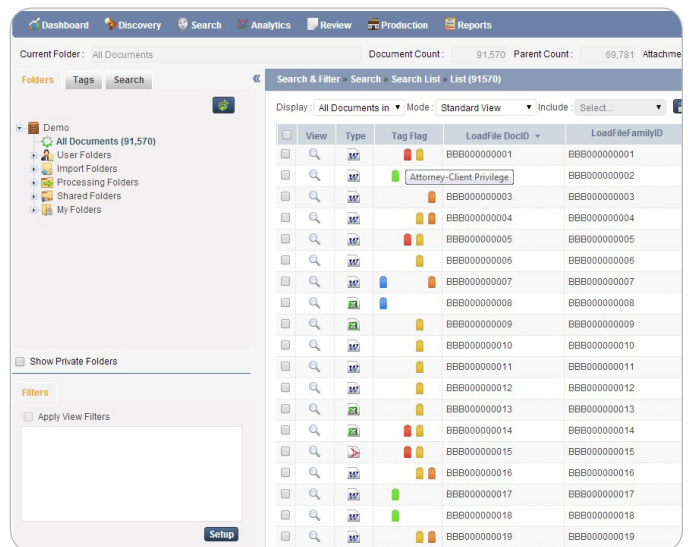 Dashboard Discovery Search Analytics Review Production Reports
Current Folder : All Documents Document Count : 91,570 Parent Count : 69,781 Attachme
Folders Tags Search « Search & Filter » Search » Search List » List (91570)
Display : All Documents in Mode : Standard View Include : Select...
View Type Tag Flag LoadFile DocID LoadFileFamilyID
Demo
All Documents (91,570)
User Folders
Import Folders
Processing Folders
Shared Folders
My Folders
BBB000000001 BBB000000001
Attorney-Client Privilege BBB000000002
BBB000000003 BBB000000003
BBB000000004 BBB000000004
BBB000000005 BBB000000005
BBB000000006 BBB000000006
BBB000000007 BBB000000007
BBB000000008 BBB000000008
BBB000000009 BBB000000009
BBB000000010 BBB000000010
BBB000000011 BBB000000011
BBB000000012 BBB000000012
BBB000000013 BBB000000013
BBB000000014 BBB000000014
BBB000000015 BBB000000015
BBB000000016 BBB000000016
BBB000000017 BBB000000017
BBB000000018 BBB000000018
BBB000000019 BBB000000019
Show Private Folders
Filters
Apply View Filters
Setup